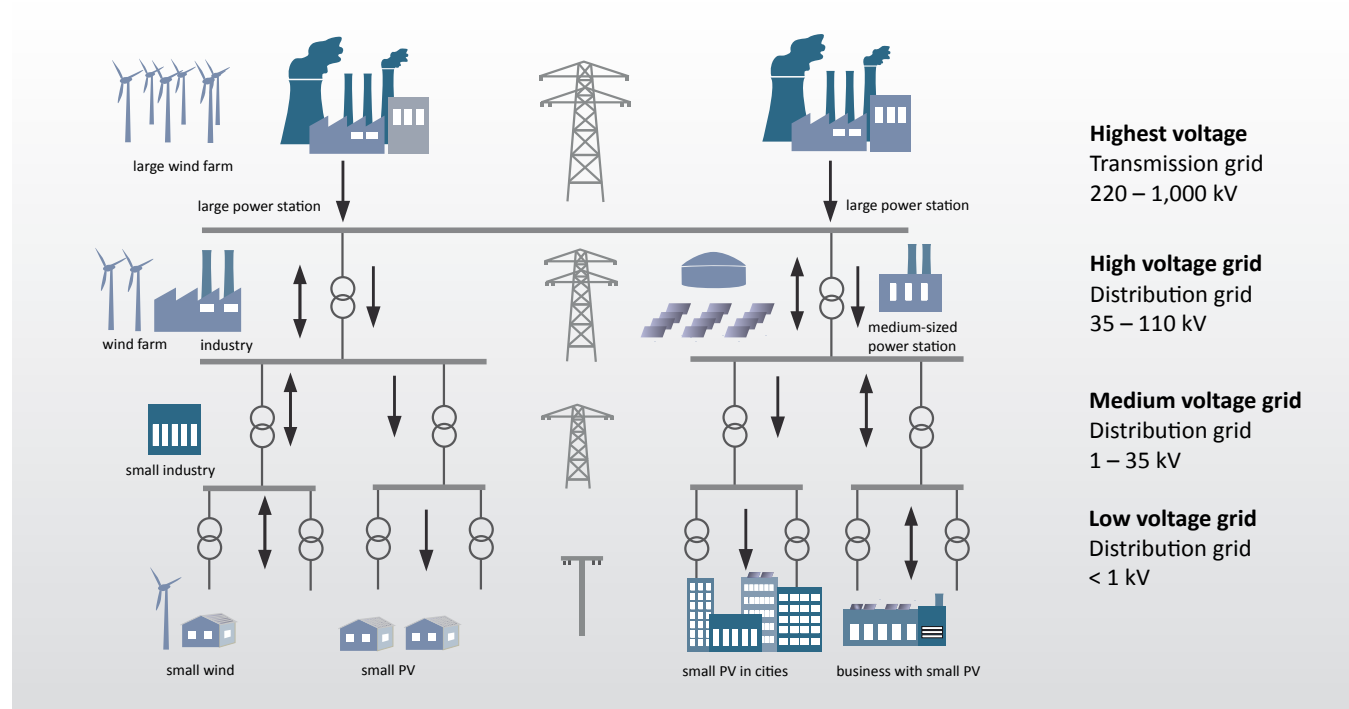 large wind farm
large power station
large power station
Highest voltage
Transmission grid
220 – 1,000 kV
wind farm
industry
medium-sized
power station
High voltage grid
Distribution grid
35 – 110 kV
small industry
Medium voltage grid
Distribution grid
1 – 35 kV
Low voltage grid
Distribution grid
< 1 kV
small wind
small PV
small PV in cities
business with small PV